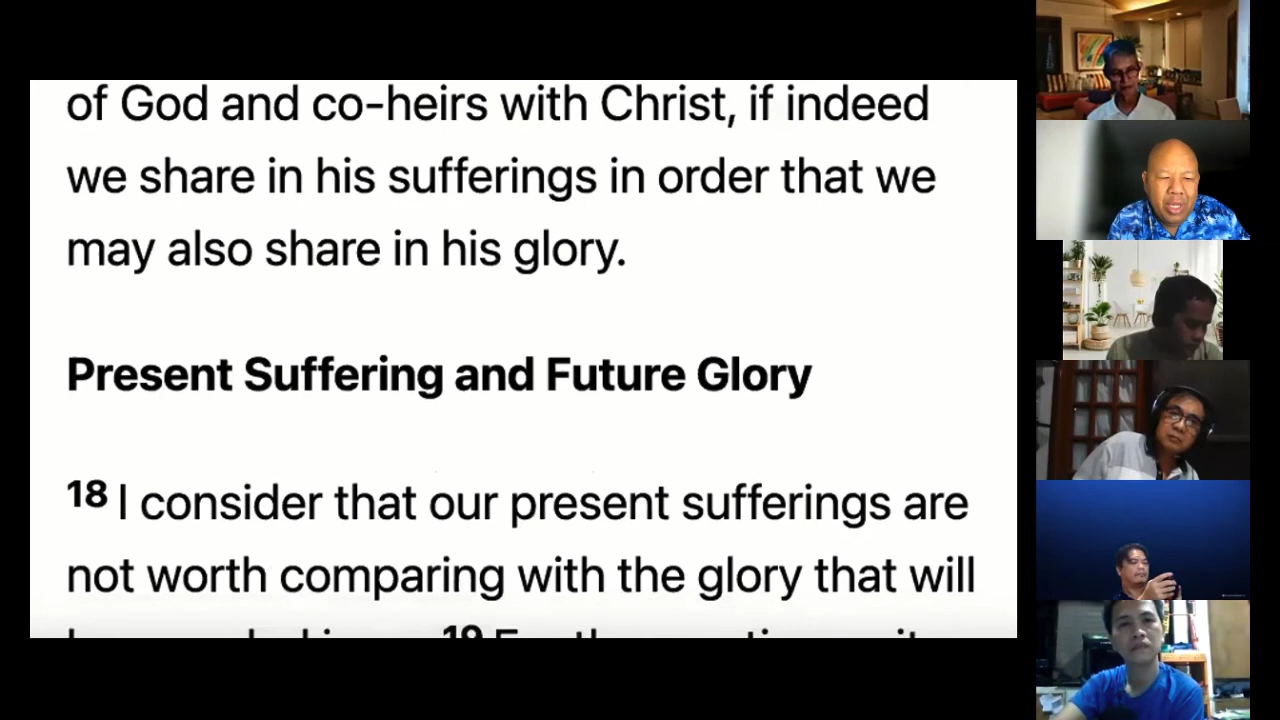 of God and co-heirs with Christ, if indeed
we share in his sufferings in order that we
may also share in his glory.
Present Suffering and Future Glory
18 I consider that our present sufferings are
not worth comparing with the glory that will
19